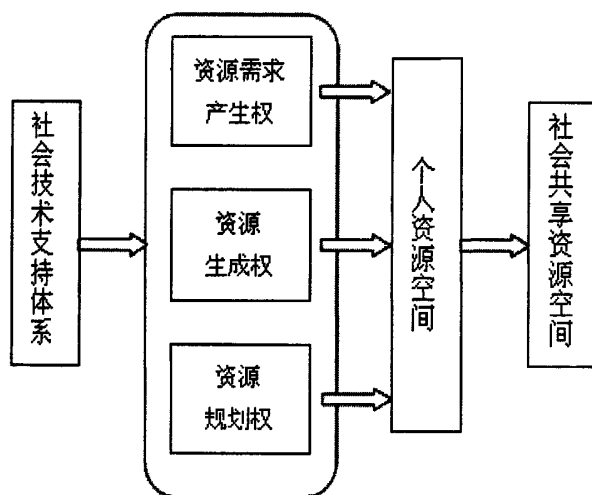 社会技术支持体系
资源需求
产生权
资源
生成权
资源
规划权
个人资源空间
社会共享资源空间